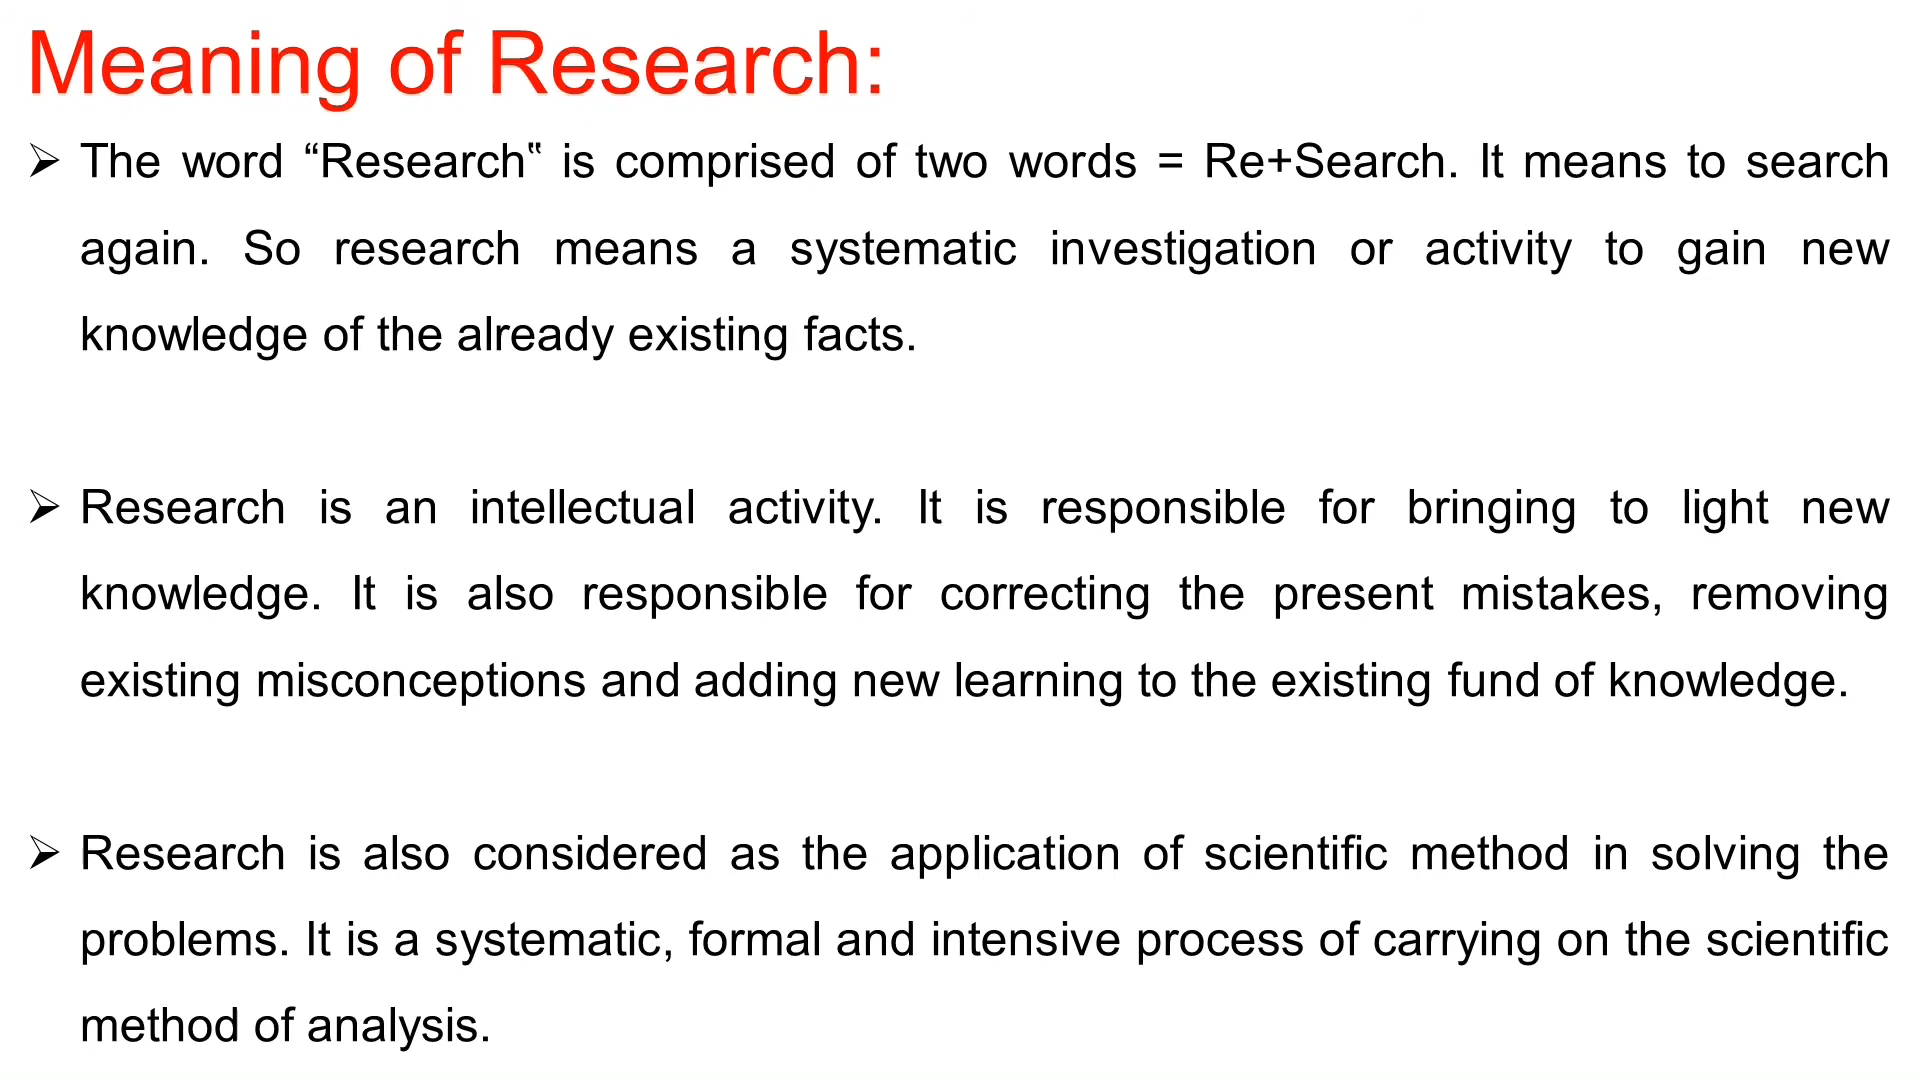 Meaning of Research:
➢ The word “Research‟ is comprised of two words = Re+Search. It means to search
again. So research means a systematic investigation or activity to gain new
knowledge of the already existing facts.
➢ Research is an intellectual activity. It is responsible for bringing to light new
knowledge. It is also responsible for correcting the present mistakes, removing
existing misconceptions and adding new learning to the existing fund of knowledge.
➢ Research is also considered as the application of scientific method in solving the
problems. It is a systematic, formal and intensive process of carrying on the scientific
method of analysis.